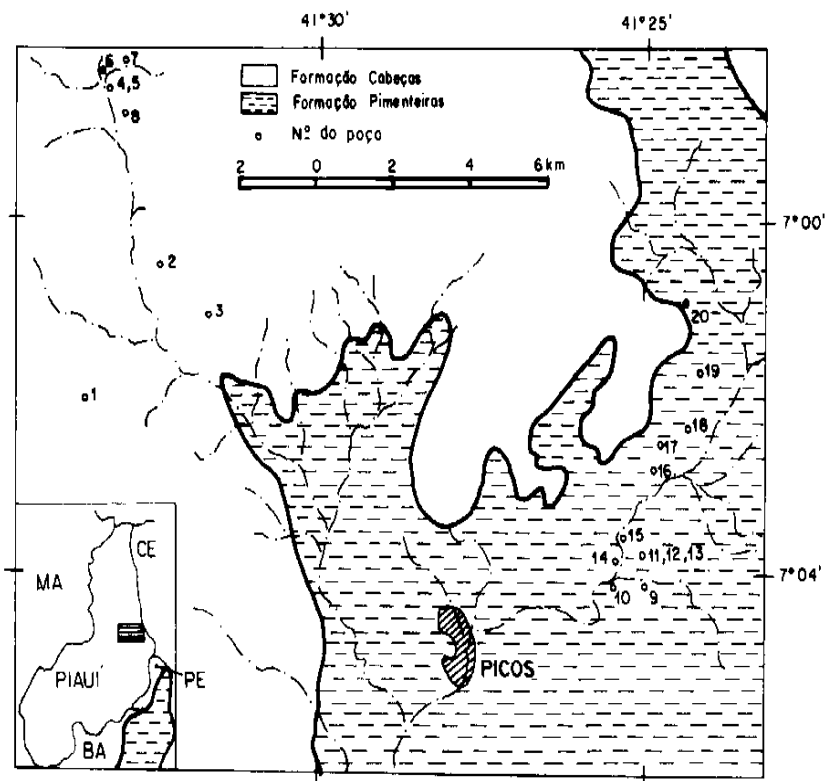 41°30' 41°25'
Formação Cabeças
Formação Pimenteiras
Nº do poço
2 0 2 4 6 km
6 7
4,5
8
7°00'
2
3
20
1
19
18
17
16
15
14 11,12,13
7°04'
10 9
PICOS
CE
MA
PIAUI
PE
BA